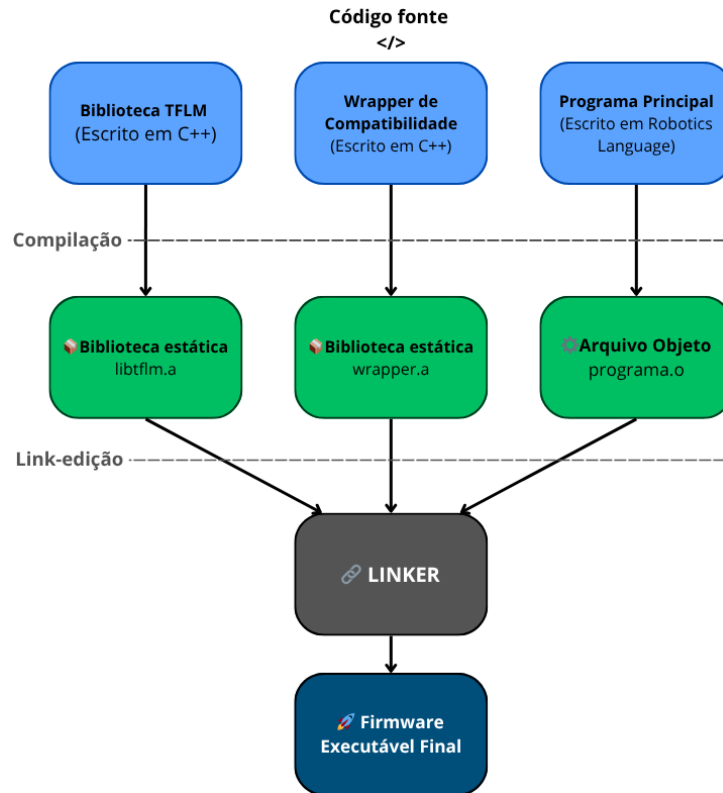 Código fonte
</>
Biblioteca TFLM
(Escrito em C++)
Wrapper de
Compatibilidade
(Escrito em C++)
Programa Principal
(Escrito em Robotics
Language)
Compilação
Biblioteca estática
libtflm.a
Biblioteca estática
wrapper.a
Arquivo Objeto
programa.o
Link-edição
LINKER
Firmware
Executável Final